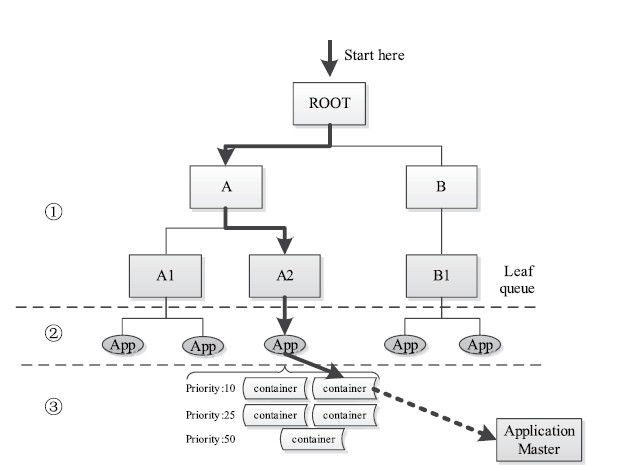 Start here
ROOT
A
B
①
A1
A2
B1
Leaf
queue
②
App
App
App
App
App
③
Priority:10 container container
Priority:25 container container
Priority:50 container
Application
Master